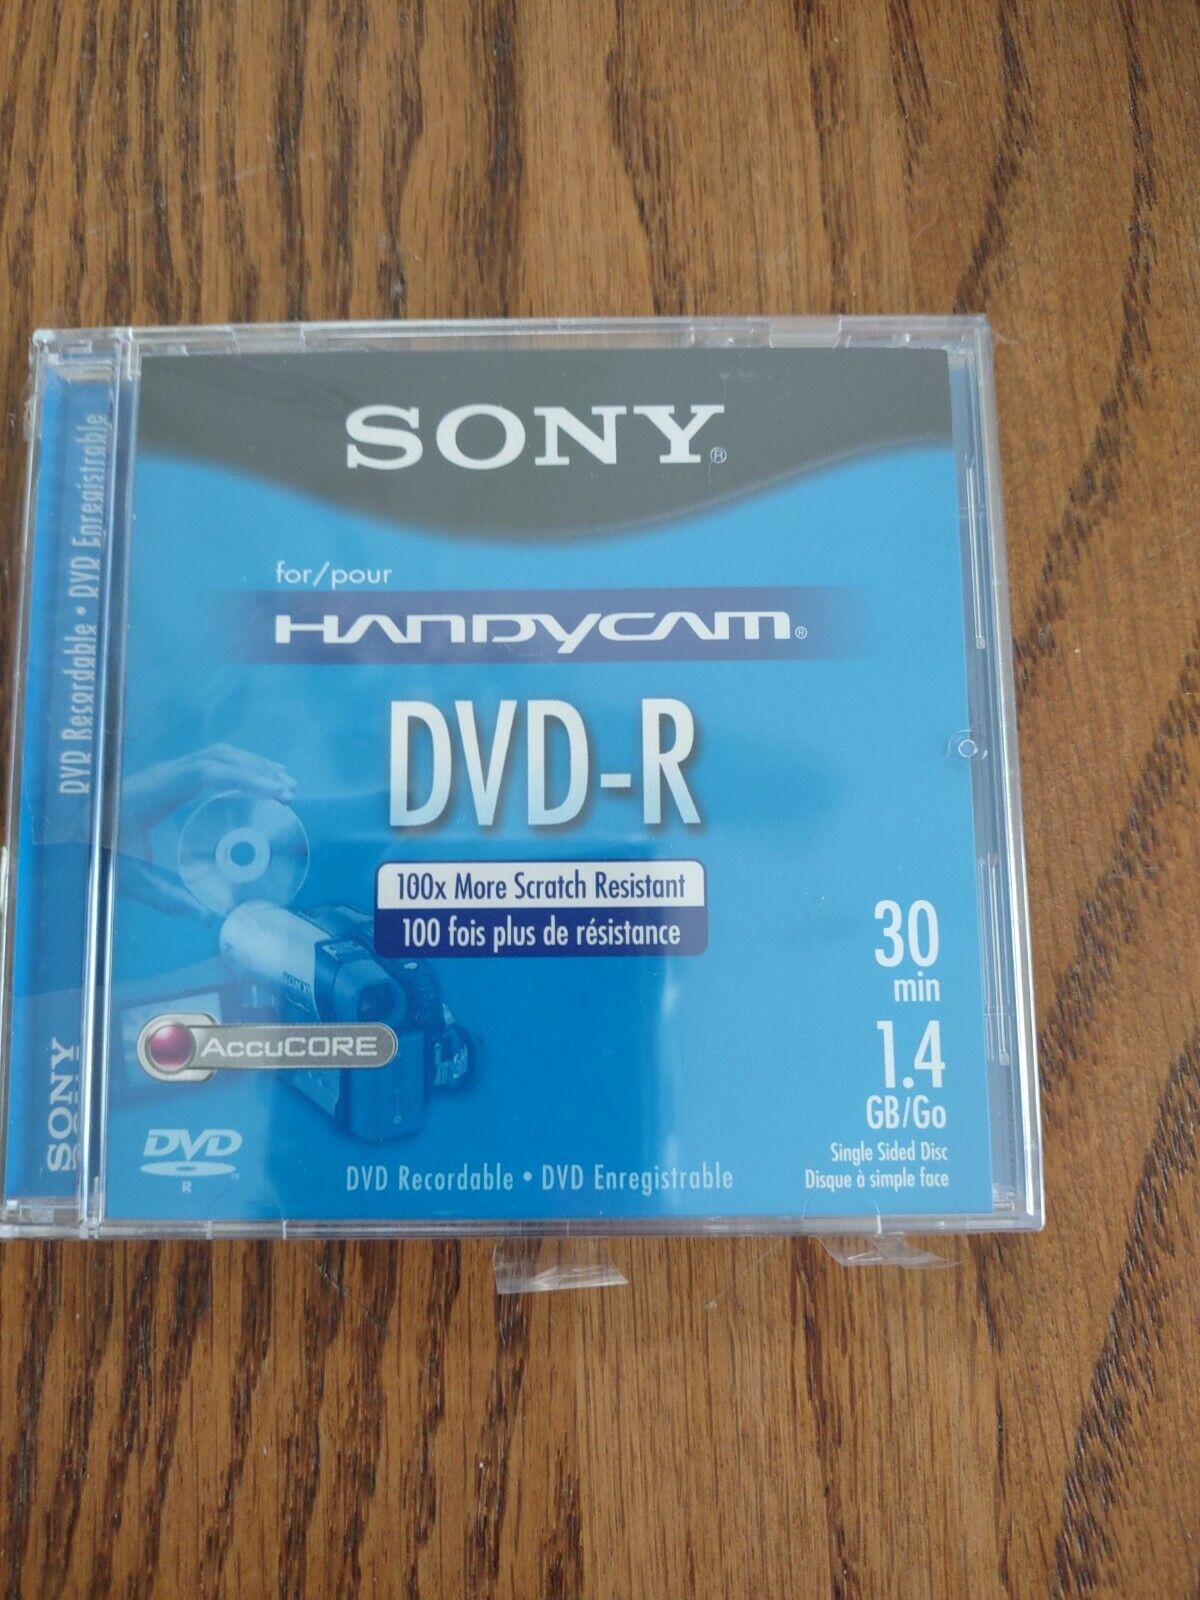 SONY®
for/pour
HANDYCAM®
DVD-R
100x More Scratch Resistant
100 fois plus de résistance
30
min
1.4
GB/Go
Single Sided Disc
Disque à simple face
SONY
AccuCORE
DVD
R
DVD Recordable • DVD Enregistrable
DVD Recordable • DVD Enregistrable
SONY